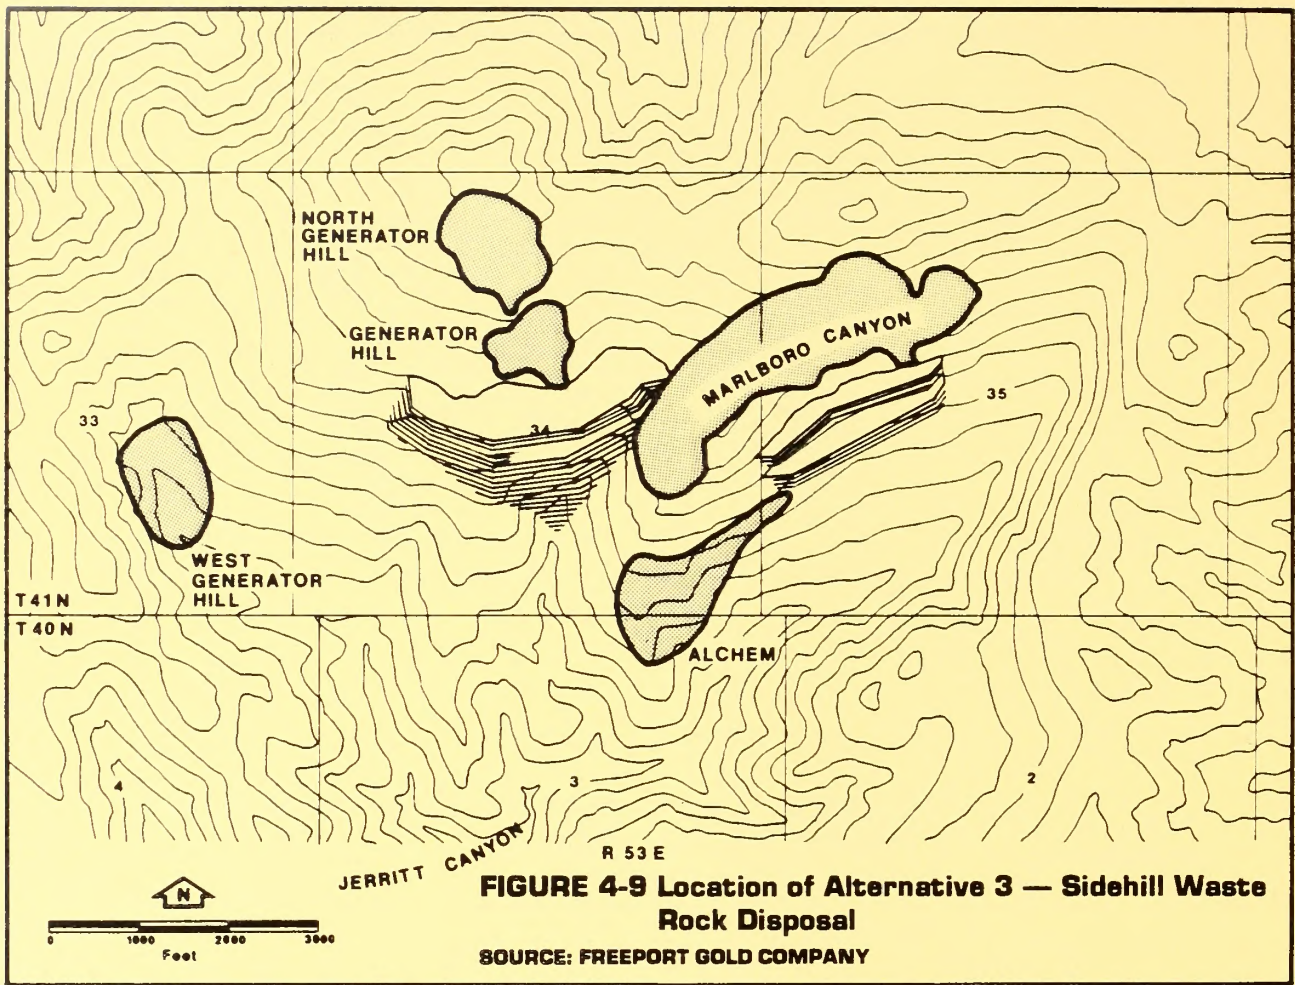 NORTH
GENERATOR
HILL
GENERATOR
HILL
MARLBORO CANYON
33
34
35
WEST
GENERATOR
HILL
T 41 N
T 40 N
ALCHEM
4
3
2
JERRITT CANYON
R 53 E
N
0 1000 2000 3000
Feet
FIGURE 4-9 Location of Alternative 3 — Sidehill Waste
Rock Disposal
SOURCE: FREEPORT GOLD COMPANY